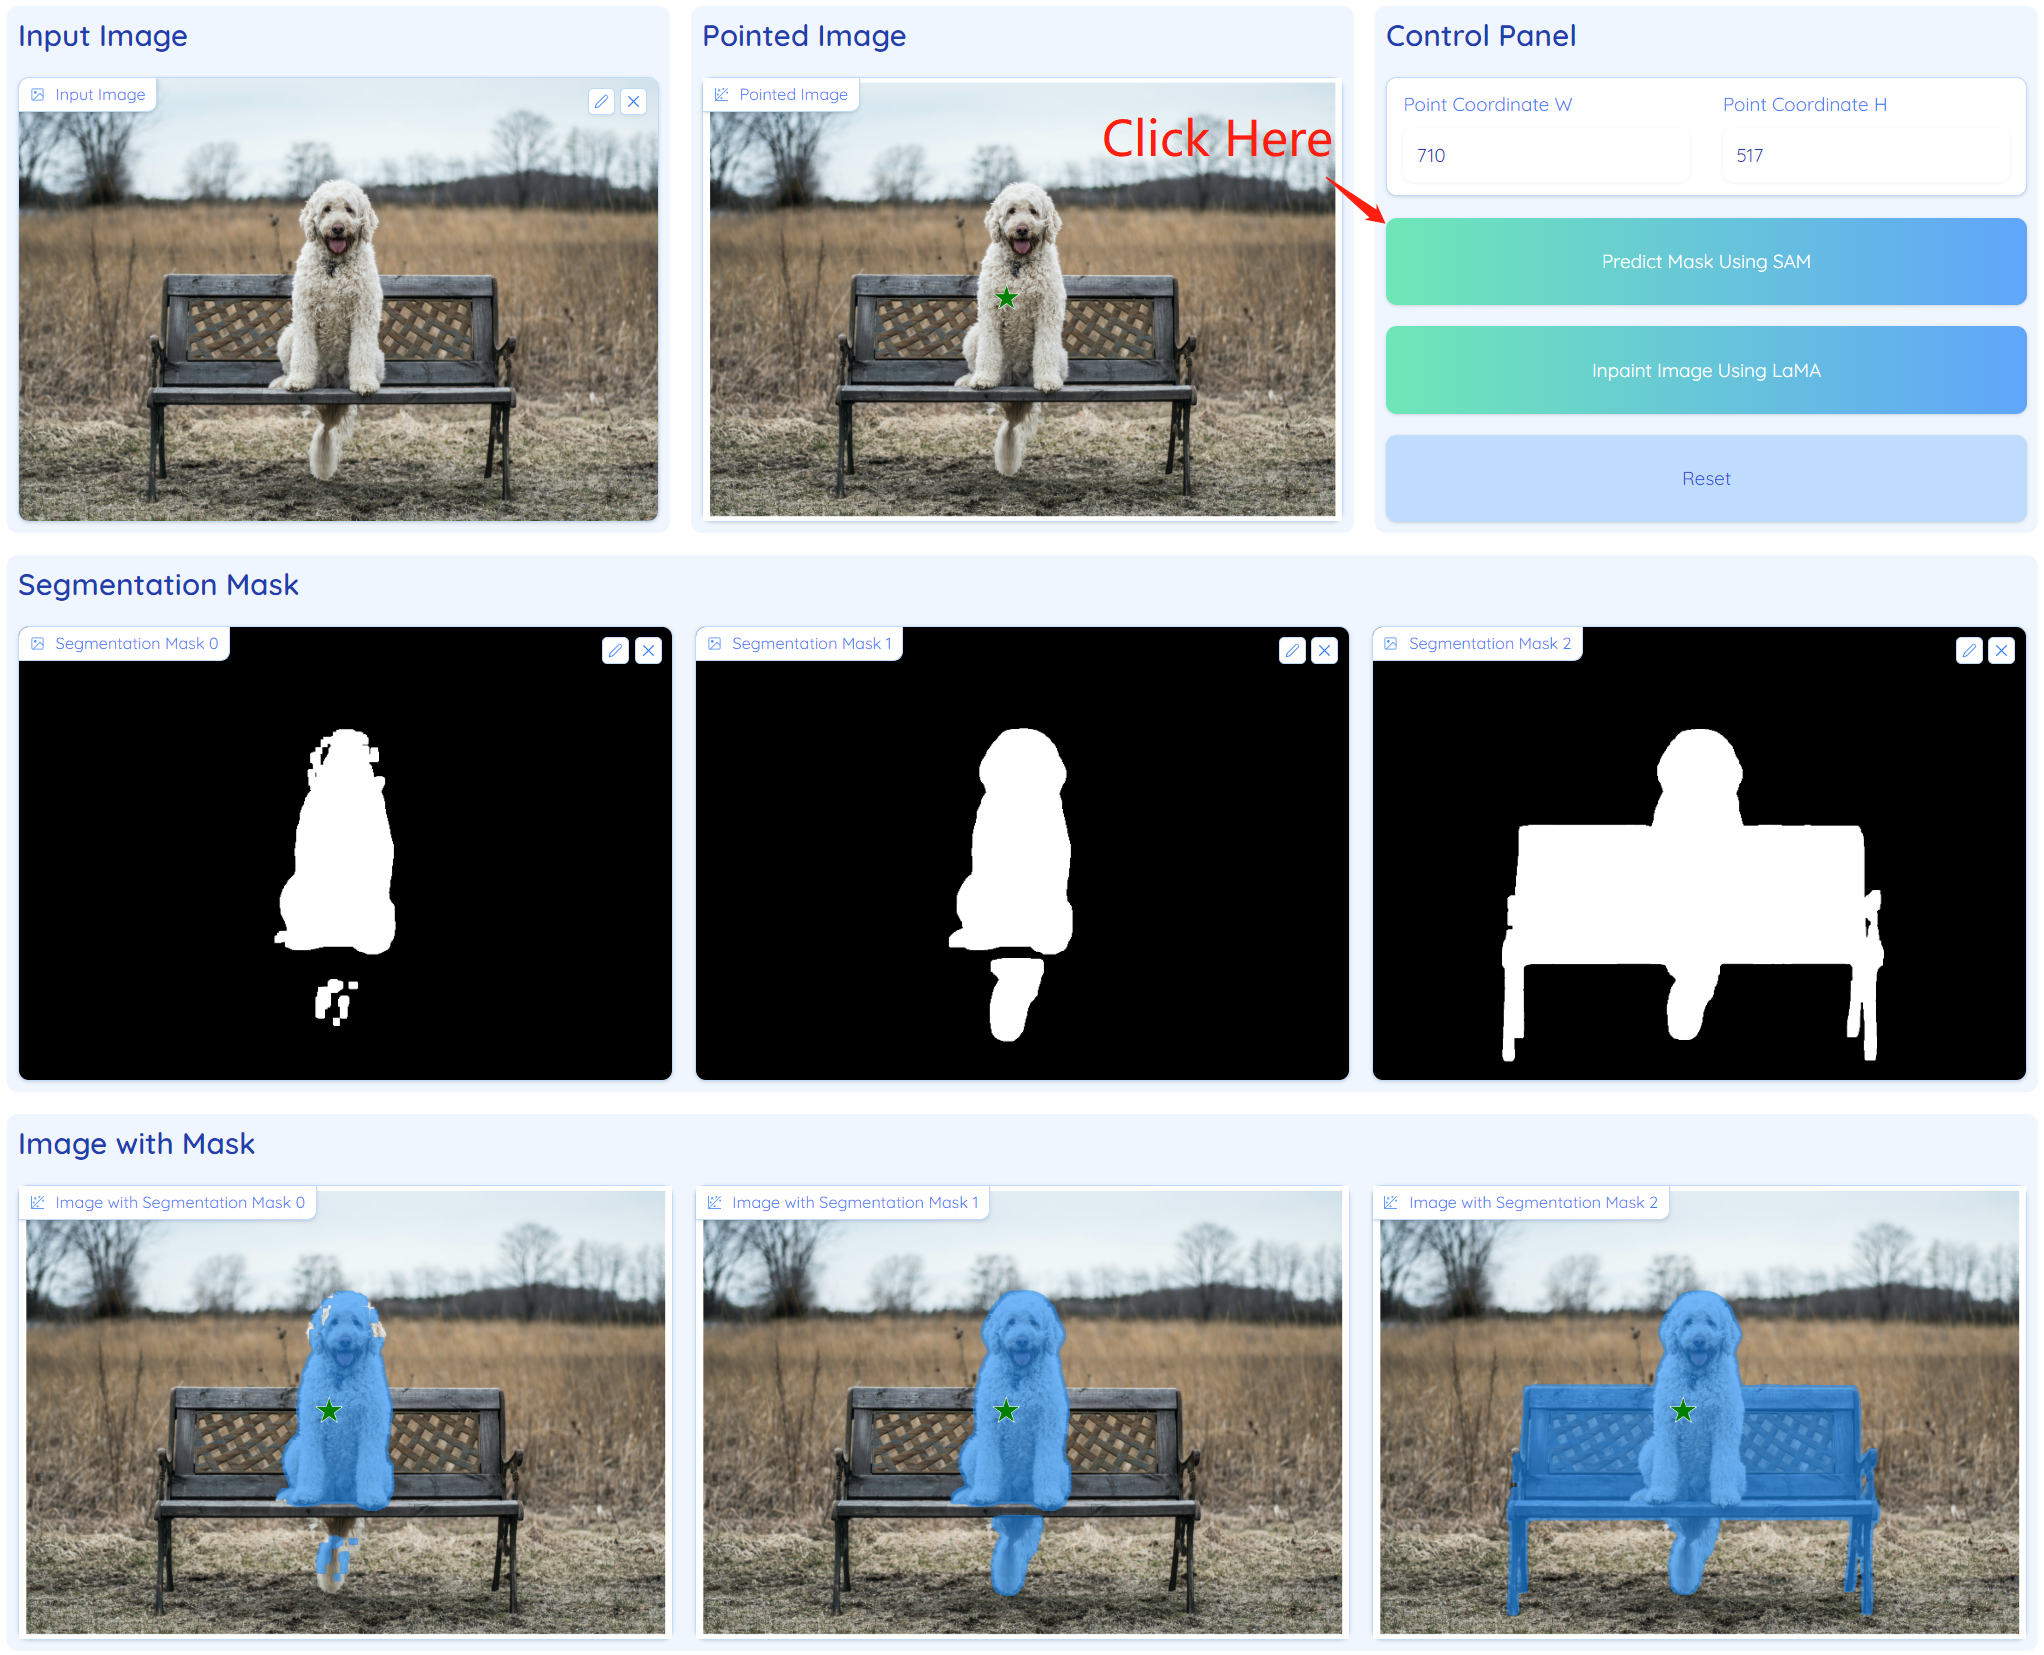 Input Image
Pointed Image
Control Panel
Input Image
Pointed Image
Click Here
Point Coordinate W
Point Coordinate H
710
517
Predict Mask Using SAM
Inpaint Image Using LaMA
Reset
Segmentation Mask
Segmentation Mask 0
Segmentation Mask 1
Segmentation Mask 2
Image with Mask
Image with Segmentation Mask 0
Image with Segmentation Mask 1
Image with Segmentation Mask 2